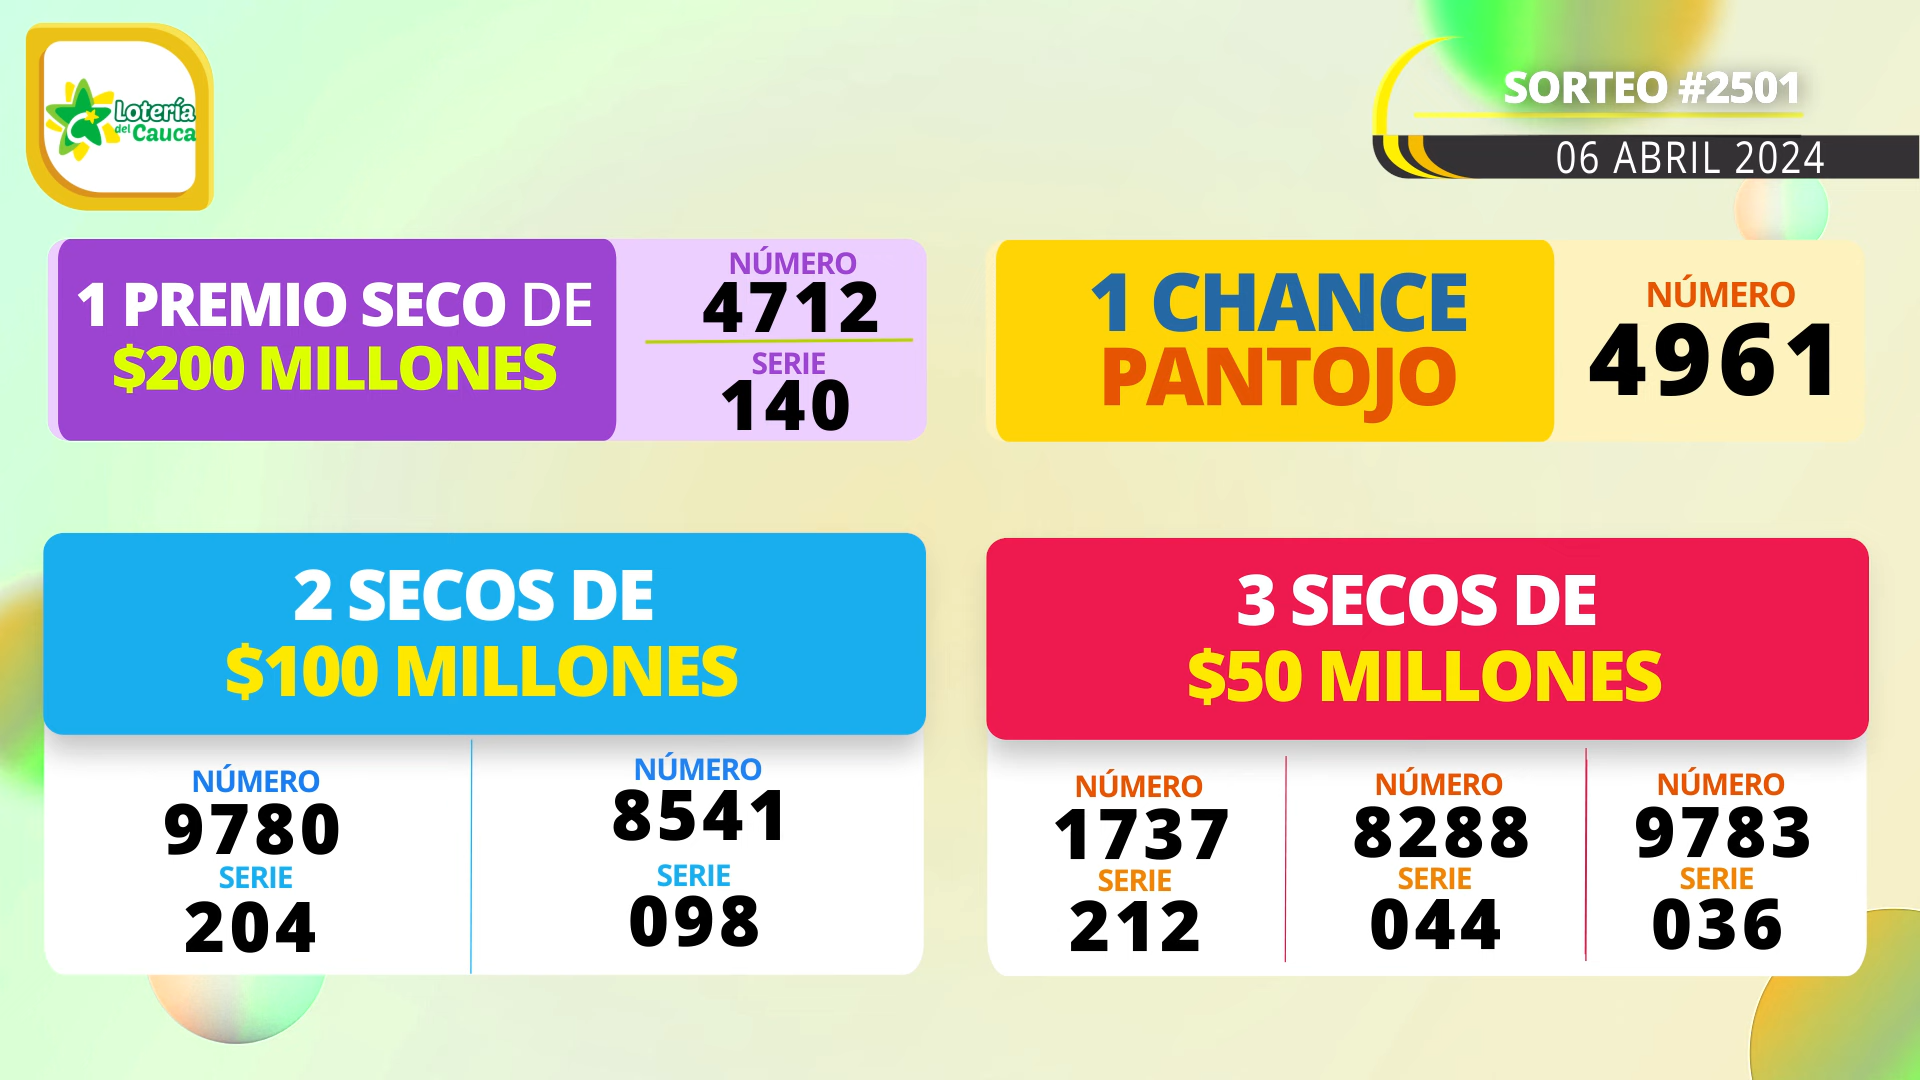 Lotería
del Cauca
SORTEO #2501
06 ABRIL 2024
1 PREMIO SECO DE
$200 MILLONES
NÚMERO
4712
SERIE
140
1 CHANCE
PANTOJO
NÚMERO
4961
2 SECOS DE
$100 MILLONES
NÚMERO
9780
SERIE
204
NÚMERO
8541
SERIE
098
3 SECOS DE
$50 MILLONES
NÚMERO
1737
SERIE
212
NÚMERO
8288
SERIE
044
NÚMERO
9783
SERIE
036